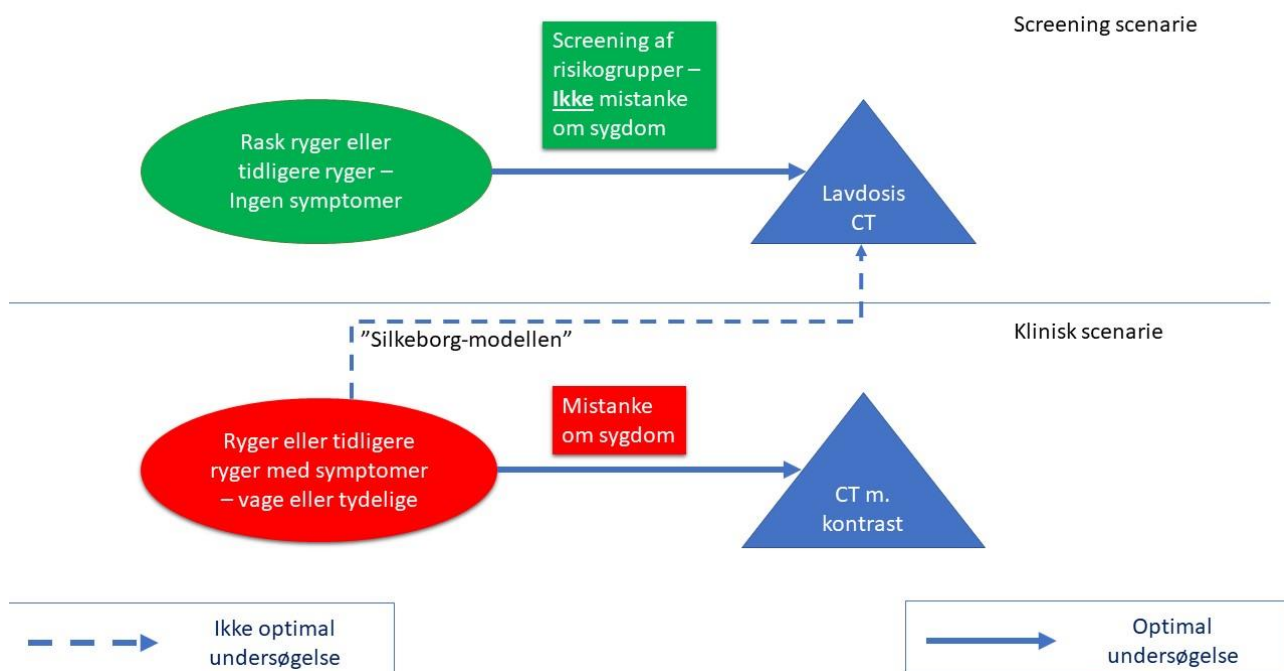 Screening scenarie
Screening af
risikogrupper –
Ikke mistanke
om sygdom
Rask ryger eller
tidligere ryger –
Ingen symptomer
Lavdosis
CT
”Silkeborg-modellen”
Klinisk scenarie
Mistanke
om sygdom
Ryger eller tidligere
ryger med symptomer
– vage eller tydelige
CT m.
kontrast
Ikke optimal
undersøgelse
Optimal
undersøgelse